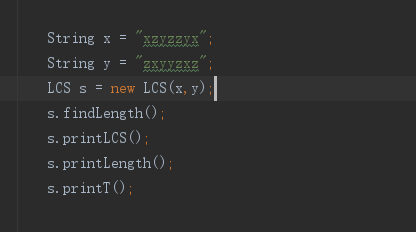 String x = "xzyzzyx";
String y = "zxyyzxz";
LCS s = new LCS(x,y);
s.findLength();
s.printLCS();
s.printLength();
s.printT();